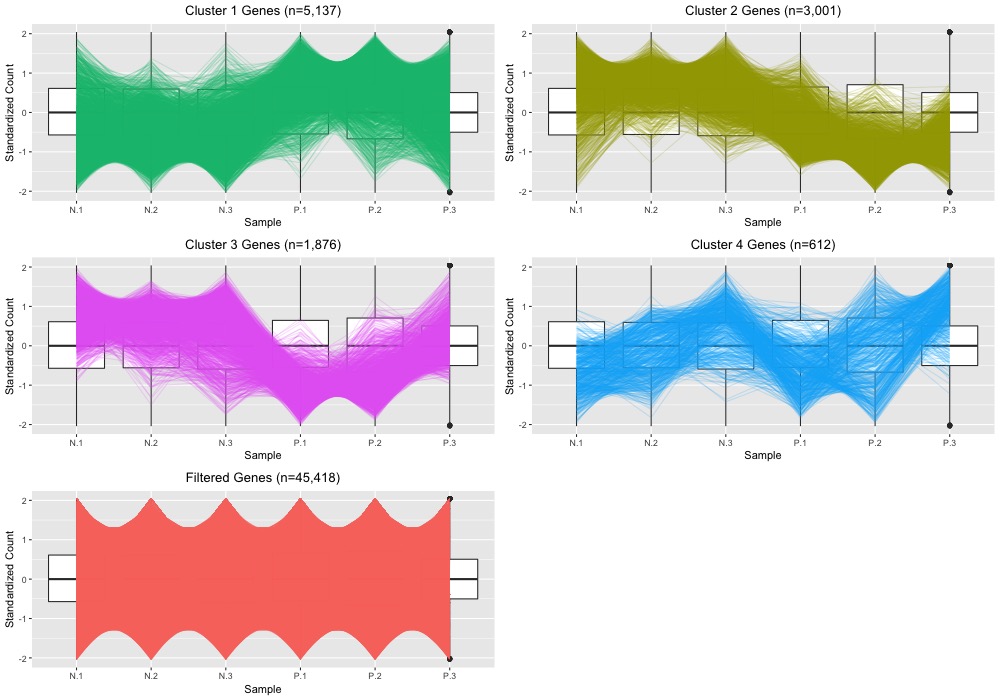 Cluster 1 Genes (n=5,137)
Standardized Count
2
1
0
-1
-2
N.1 N.2 N.3 P.1 P.2 P.3
Sample
Cluster 2 Genes (n=3,001)
Standardized Count
2
1
0
-1
-2
N.1 N.2 N.3 P.1 P.2 P.3
Sample
Cluster 3 Genes (n=1,876)
Standardized Count
2
1
0
-1
-2
N.1 N.2 N.3 P.1 P.2 P.3
Sample
Cluster 4 Genes (n=612)
Standardized Count
2
1
0
-1
-2
N.1 N.2 N.3 P.1 P.2 P.3
Sample
Filtered Genes (n=45,418)
Standardized Count
2
1
0
-1
-2
N.1 N.2 N.3 P.1 P.2 P.3
Sample